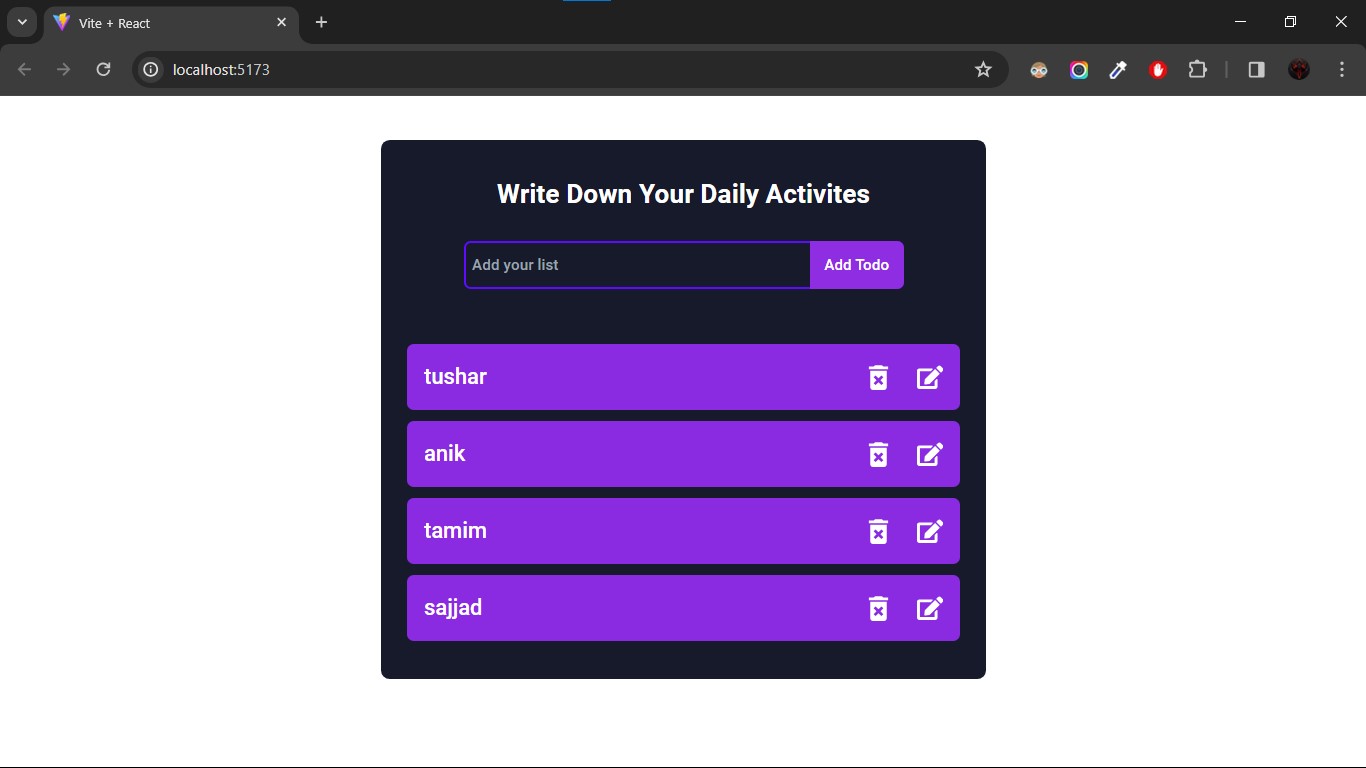 Vite + React
localhost:5173
Write Down Your Daily Activites
Add your list
Add Todo
tushar
anik
tamim
sajjad